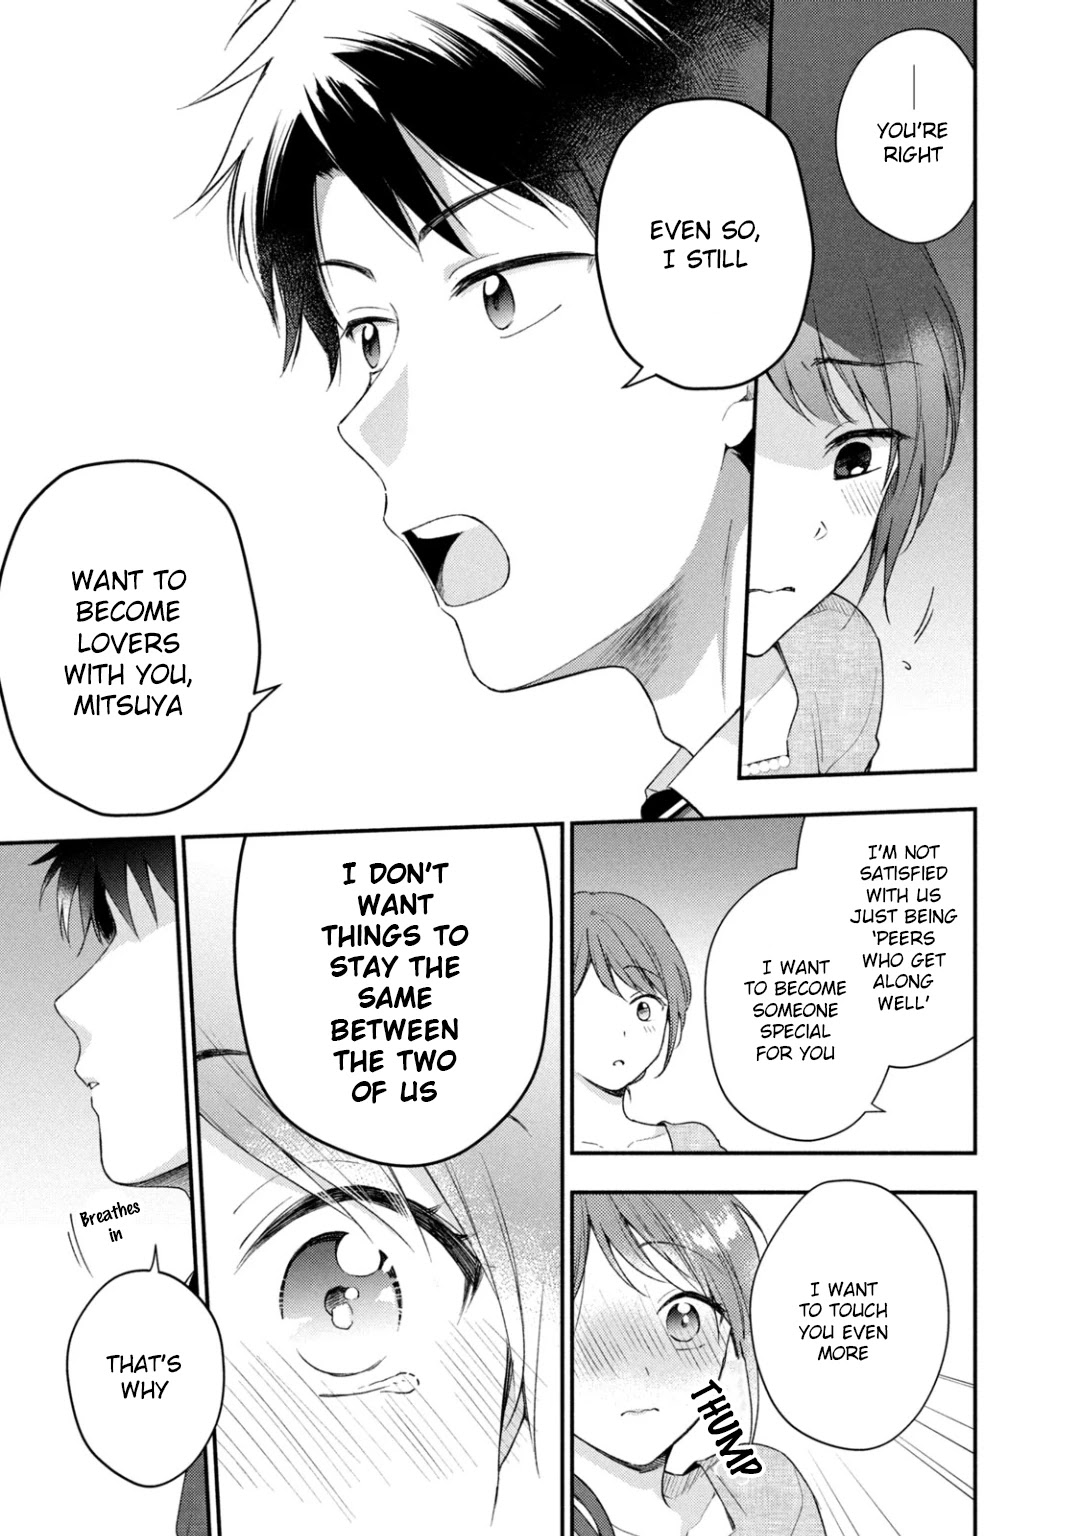 YOU'RE
RIGHT
EVEN SO,
I STILL
WANT TO
BECOME
LOVERS
WITH YOU,
MITSUYA
I'M NOT
SATISFIED
WITH US
JUST BEING
'PEERS
WHO GET
ALONG
WELL'
I WANT
TO BECOME
SOMEONE
SPECIAL
FOR YOU
I WANT
TO TOUCH
YOU EVEN
MORE
THUMP
I DON'T
WANT
THINGS TO
STAY THE
SAME
BETWEEN
THE TWO
OF US
Breathes
in
THAT'S
WHY